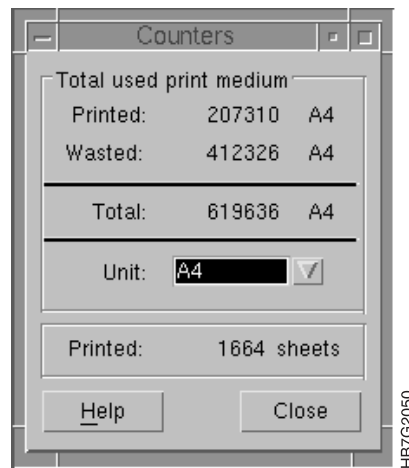 Counters
Total used print medium
Printed: 207310 A4
Wasted: 412326 A4
Total: 619636 A4
Unit: A4
Printed: 1664 sheets
Help Close
HR7G2050